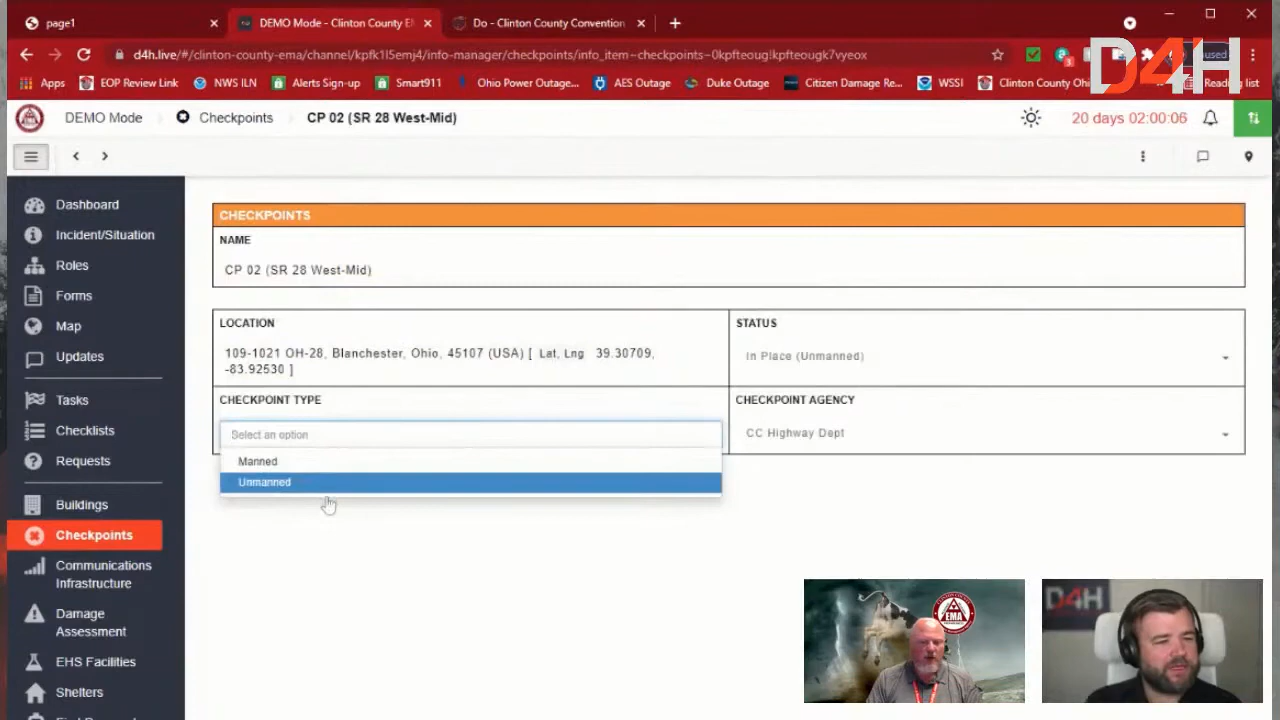 page1
DEMO Mode - Clinton County E
Do - Clinton County Convention
d4h.live/#/clinton-county-ema/channel/kpfk1l5emj4/info-manager/checkpoints/info_item~checkpoints~0kpfteoug!kpfteougk7vyeox
D4H
Apps
EOP Review Link
NWS ILN
Alerts Sign-up
Smart911
Ohio Power Outage...
AES Outage
Duke Outage
Citizen Damage Re...
WSSI
Clinton County Ohi
Reading list
DEMO Mode
Checkpoints
CP 02 (SR 28 West-Mid)
20 days 02:00:06
Dashboard
Incident/Situation
Roles
Forms
Map
Updates
Tasks
Checklists
Requests
Buildings
Checkpoints
Communications
Infrastructure
Damage
Assessment
EHS Facilities
Shelters
CHECKPOINTS
NAME
CP 02 (SR 28 West-Mid)
LOCATION
109-1021 OH-28, Blanchester, Ohio, 45107 (USA) [ Lat, Lng 39.30709,
-83.92530 ]
STATUS
In Place (Unmanned)
CHECKPOINT TYPE
Select an option
Manned
Unmanned
CHECKPOINT AGENCY
CC Highway Dept
EMA
D4H